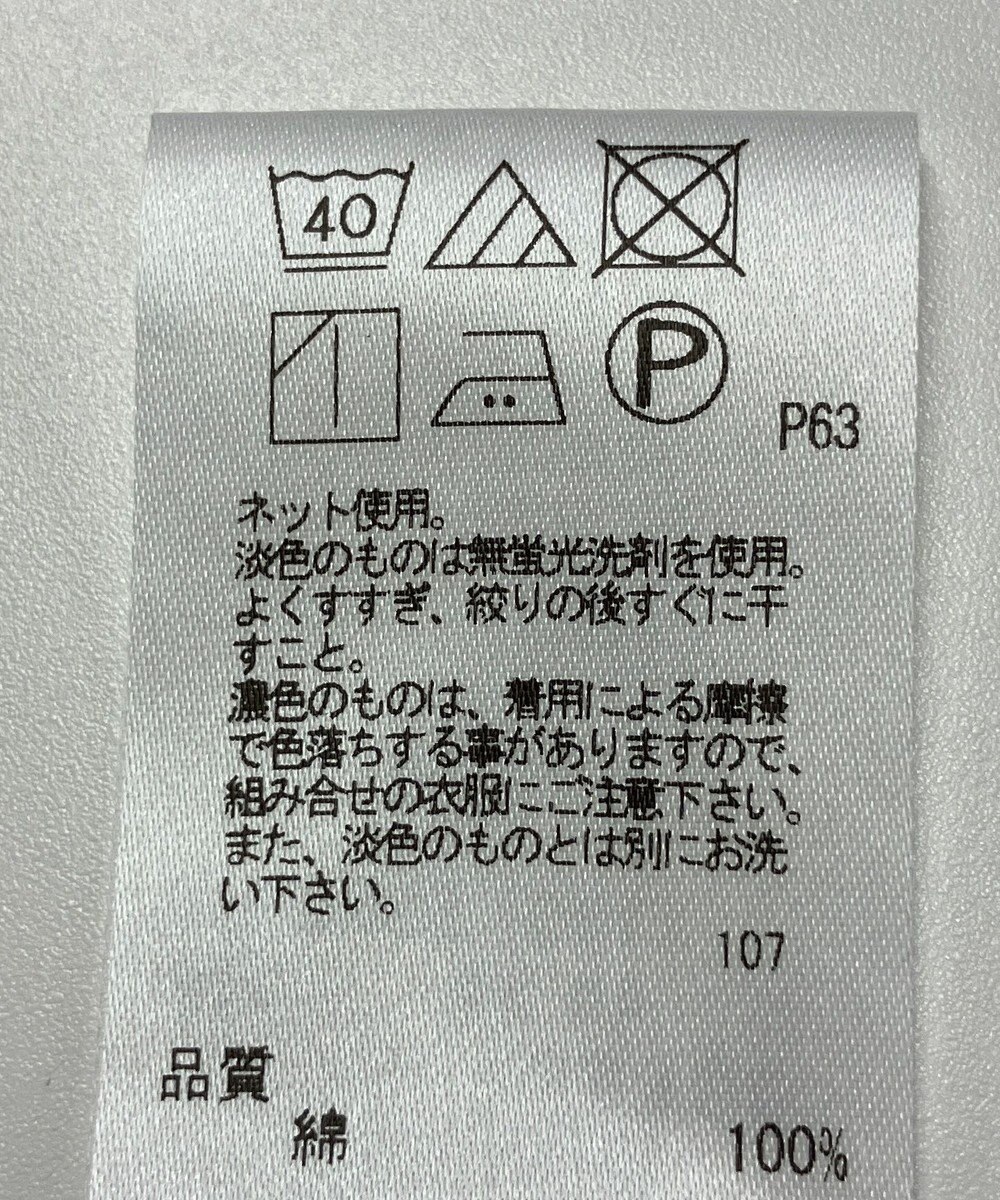 40
P
P63
ネット使用。
淡色のものは無蛍光洗剤を使用。
よくすすぎ、絞りの後すぐに干
すこと。
濃色のものは、着用による摩擦
で色落ちする事がありますので、
組み合せの衣服にご注意下さい。
また、淡色のものとは別にお洗
い下さい。
107
品質
綿 100%